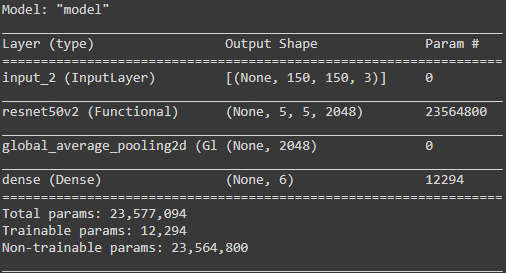 Model: "model"
Layer (type) Output Shape Param #
input_2 (InputLayer) [(None, 150, 150, 3)] 0
resnet50v2 (Functional) (None, 5, 5, 2048) 23564800
global_average_pooling2d (Gl (None, 2048) 0
dense (Dense) (None, 6) 12294
Total params: 23,577,094
Trainable params: 12,294
Non-trainable params: 23,564,800